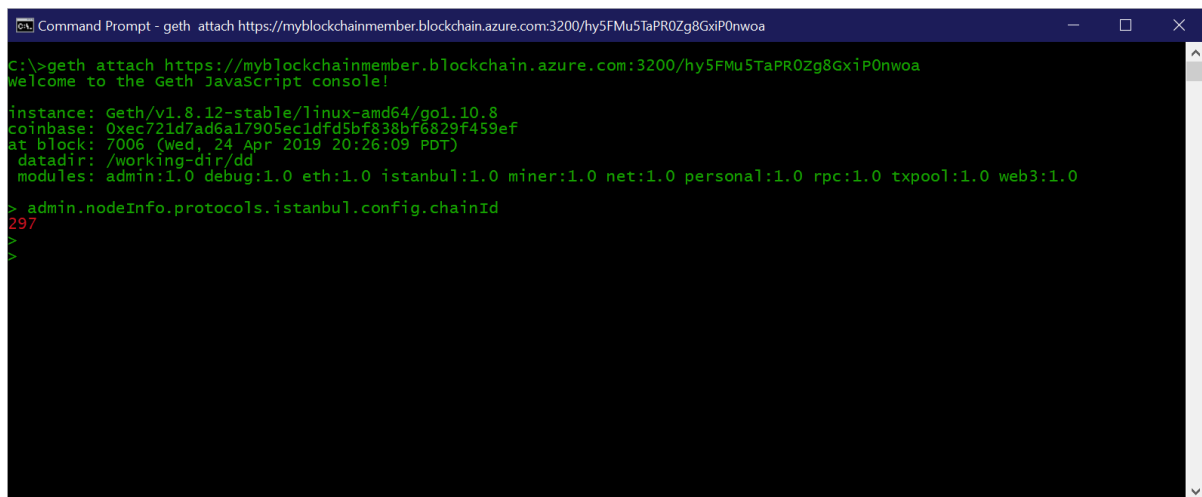 Command Prompt - geth  attach https://myblockchainmember.blockchain.azure.com:3200/hy5FMu5TaPR0Zg8GxiP0nwoa
C:\>geth attach https://myblockchainmember.blockchain.azure.com:3200/hy5FMu5TaPR0Zg8GxiP0nwoa
Welcome to the Geth JavaScript console!
instance: Geth/v1.8.12-stable/linux-amd64/go1.10.8
coinbase: 0xec721d7ad6a17905ec1dfd5bf838bf6829f459ef
at block: 7006 (Wed, 24 Apr 2019 20:26:09 PDT)
 datadir: /working-dir/dd
 modules: admin:1.0 debug:1.0 eth:1.0 istanbul:1.0 miner:1.0 net:1.0 personal:1.0 rpc:1.0 txpool:1.0 web3:1.0
> admin.nodeInfo.protocols.istanbul.config.chainId
297
>
>